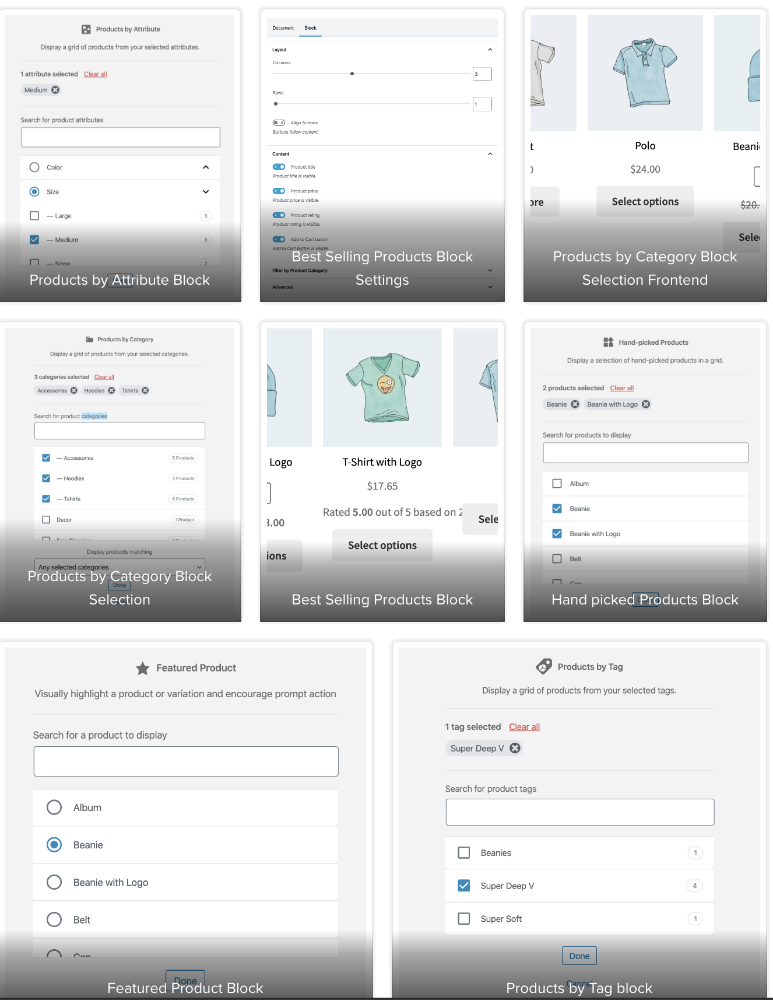 Products by Attribute
Display a grid of products from your selected attributes.
1 attribute selected Clear all
Medium
Search for product attributes
Color
Size
— Large 3
— Medium 3
— None 2
Products by Attribute Block
Document Block
Layout
Columns
3
Rows
1
Align Buttons
Buttons follow content.
Content
Product title
Product title is visible.
Product price
Product price is visible.
Product rating
Product rating is visible.
Add to Cart button
Add to Cart button is visible.
Filter by Product Category
Advanced
Best Selling Products Block
Settings
t Polo Beanie
0 $24.00
ore Select options $20.
Selec
Products by Category Block
Selection Frontend
Products by Category
Display a grid of products from your selected categories.
3 categories selected Clear all
Accessories Hoodies Tshirts
Search for product categories
— Accessories 5 Products
— Hoodies 3 Products
— Tshirts 5 Products
Decor 1 Product
Free Shipping
Display products matching
Any selected categories
Done
Products by Category Block
Selection
Logo T-Shirt with Logo
$17.65
Rated 5.00 out of 5 based on 2
3.00 Sele
Select options
ions
Best Selling Products Block
Hand-picked Products
Display a selection of hand-picked products in a grid.
2 products selected Clear all
Beanie Beanie with Logo
Search for products to display
Album
Beanie
Beanie with Logo
Belt
Cap
Hand picked Products Block
Featured Product
Visually highlight a product or variation and encourage prompt action
Search for a product to display
Album
Beanie
Beanie with Logo
Belt
Cap
Done
Featured Product Block
Products by Tag
Display a grid of products from your selected tags.
1 tag selected Clear all
Super Deep V
Search for product tags
Beanies 1
Super Deep V 4
Super Soft 1
Done
Cancel
Products by Tag block